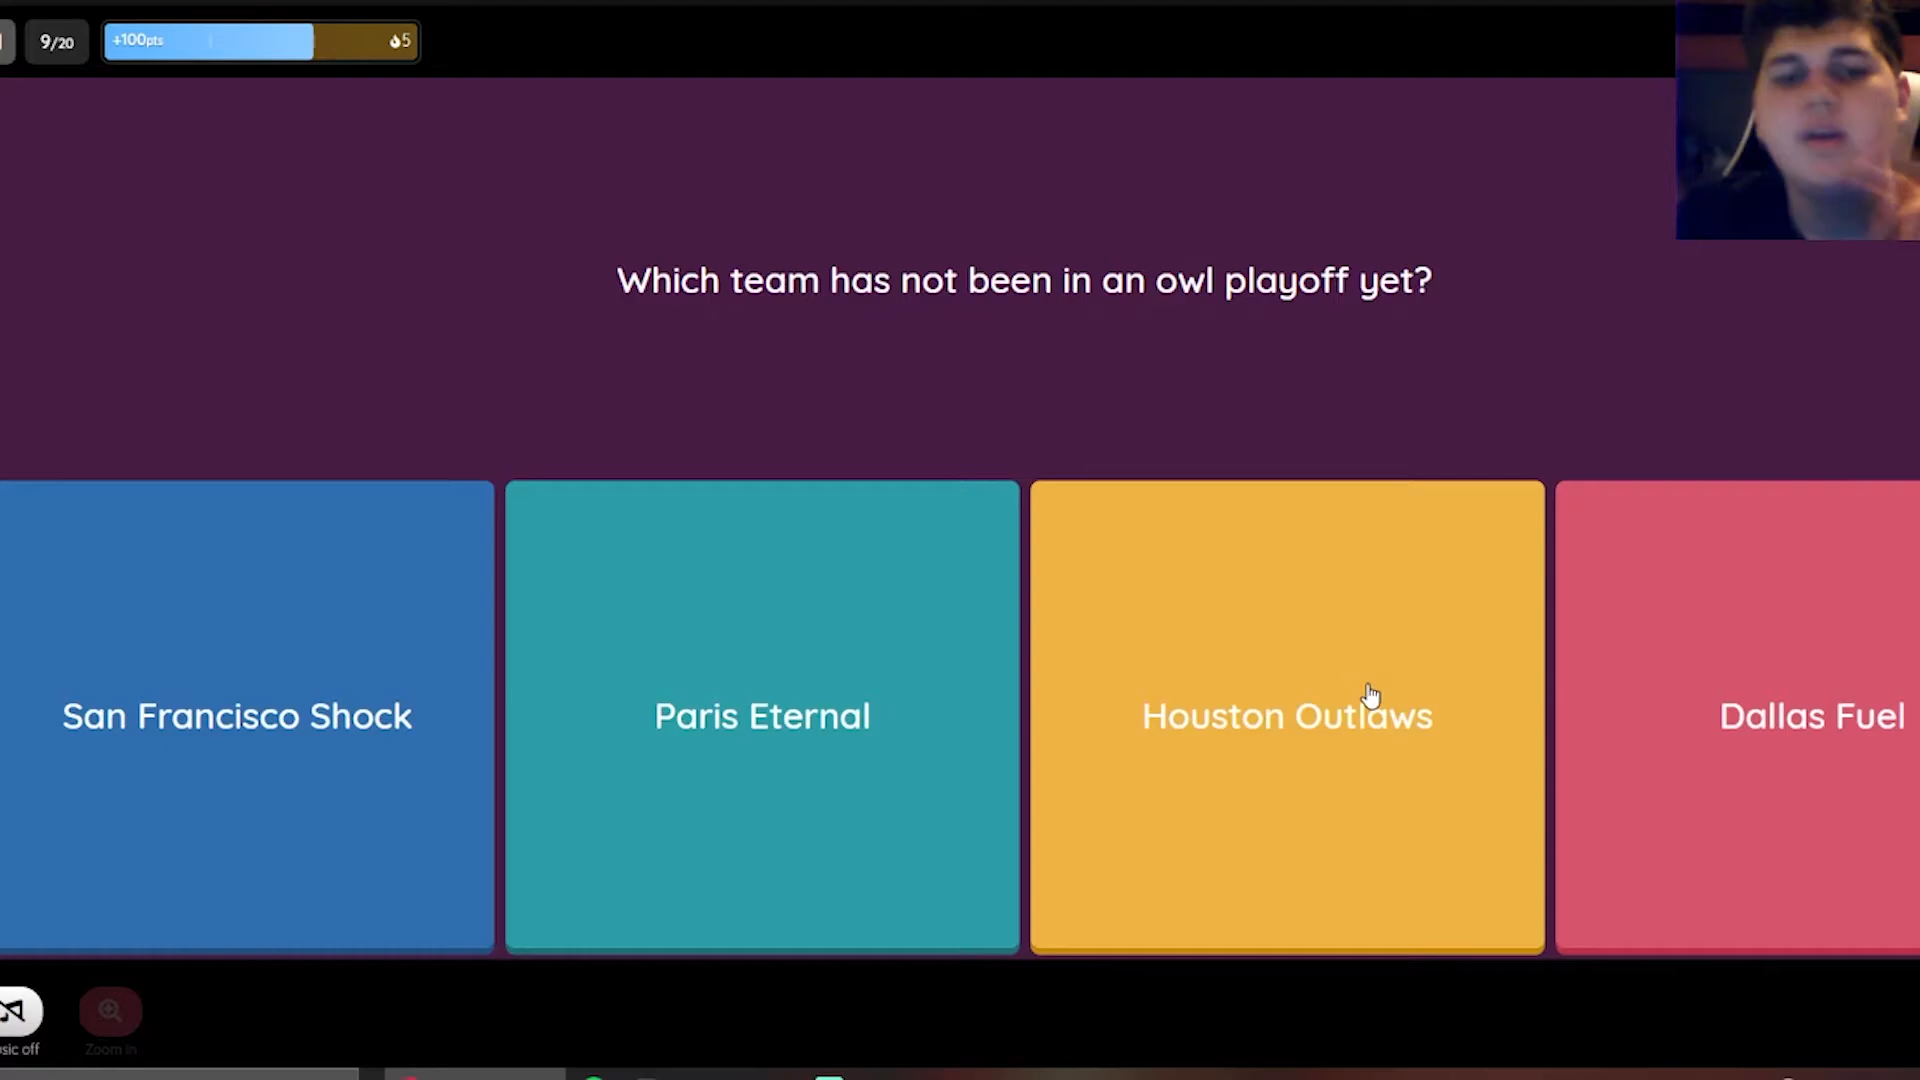 9/20
+100pts
5
Which team has not been in an owl playoff yet?
San Francisco Shock
Paris Eternal
Houston Outlaws
Dallas Fuel
sic off
Zoom in